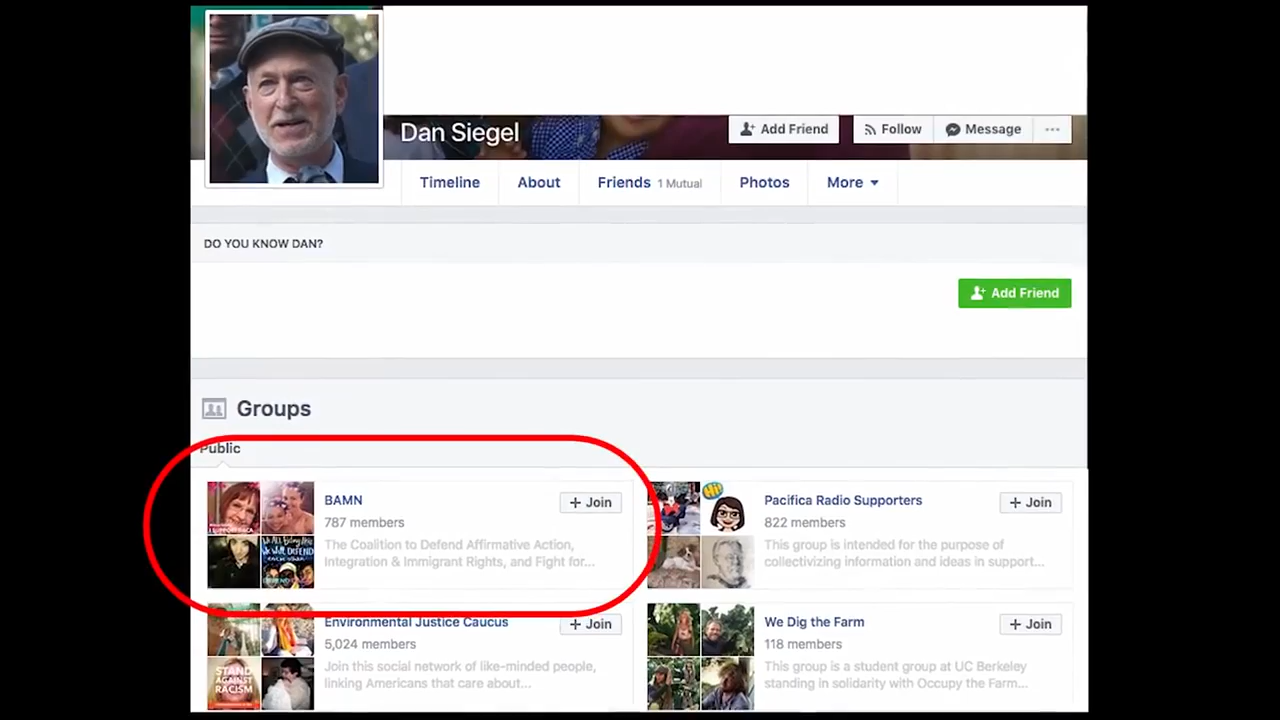 Dan Siegel
Add Friend
Follow
Message
Timeline
About
Friends 1 Mutual
Photos
More
DO YOU KNOW DAN?
Add Friend
Groups
Public
BAMN
+ Join
787 members
The Coalition to Defend Affirmative Action,
Integration & Immigrant Rights, and Fight for...
Hi!
Pacifica Radio Supporters
+ Join
822 members
This group is intended for the purpose of
collectivizing information and ideas in support...
Environmental Justice Caucus
+ Join
5,024 members
Join this social network of like-minded people,
linking Americans that care about...
STAND
AGAINST
RACISM
We Dig the Farm
+ Join
118 members
This group is a student group at UC Berkeley
standing in solidarity with Occupy the Farm...